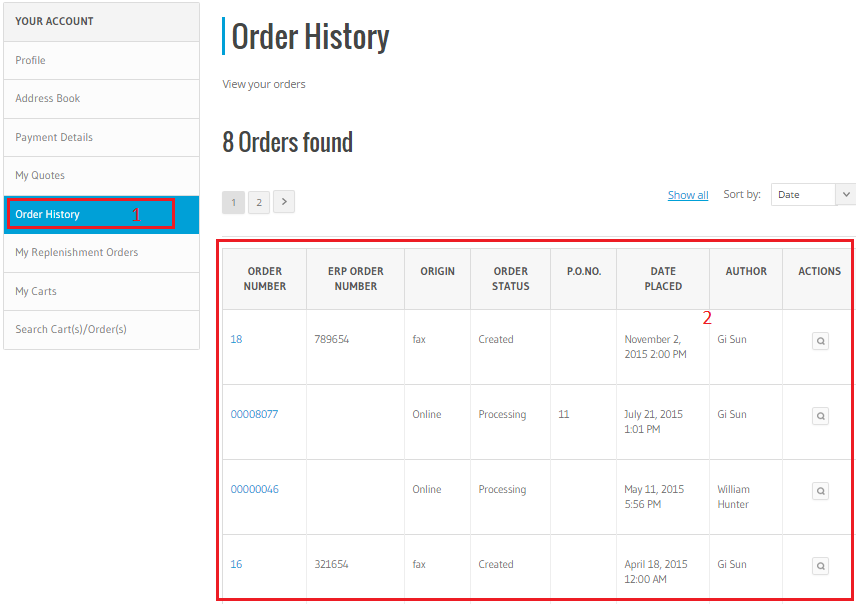 YOUR ACCOUNT
Profile
Address Book
Payment Details
My Quotes
Order History 1
My Replenishment Orders
My Carts
Search Cart(s)/Order(s)
Order History
View your orders
8 Orders found
1 2 >
Show all Sort by: Date
ORDER NUMBER ERP ORDER NUMBER ORIGIN ORDER STATUS P.O.NO. DATE PLACED AUTHOR ACTIONS
2
18 789654 fax Created November 2, 2015 2:00 PM Gi Sun
00008077 Online Processing 11 July 21, 2015 1:01 PM Gi Sun
00000046 Online Processing May 11, 2015 5:56 PM William Hunter
16 321654 fax Created April 18, 2015 12:00 AM Gi Sun